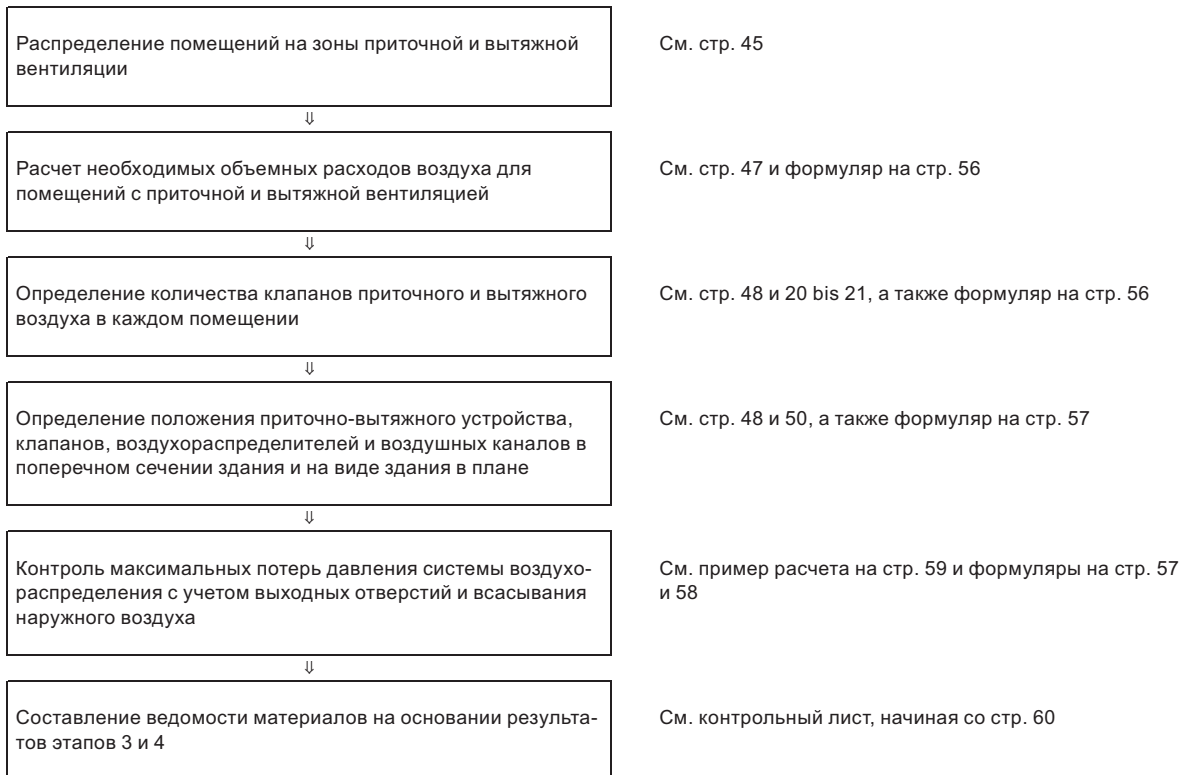 Распределение помещений на зоны приточной и вытяжной
вентиляции
См. стр. 45
⇓
Расчет необходимых объемных расходов воздуха для
помещений с приточной и вытяжной вентиляцией
См. стр. 47 и формуляр на стр. 56
⇓
Определение количества клапанов приточного и вытяжного
воздуха в каждом помещении
См. стр. 48 и 20 bis 21, а также формуляр на стр. 56
⇓
Определение положения приточно-вытяжного устройства,
клапанов, воздухораспределителей и воздушных каналов в
поперечном сечении здания и на виде здания в плане
См. стр. 48 и 50, а также формуляр на стр. 57
⇓
Контроль максимальных потерь давления системы воздухо-
распределения с учетом выходных отверстий и всасывания
наружного воздуха
См. пример расчета на стр. 59 и формуляры на стр. 57
и 58
⇓
Составление ведомости материалов на основании результа-
тов этапов 3 и 4
См. контрольный лист, начиная со стр. 60